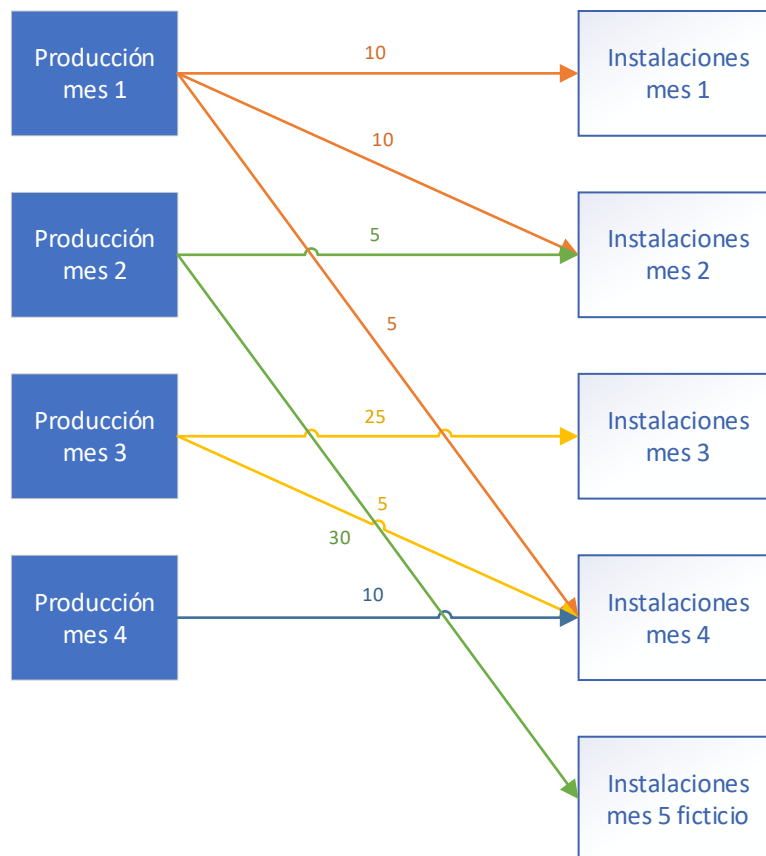 Producción
mes 1
10
Instalaciones
mes 1
10
Producción
mes 2
5
Instalaciones
mes 2
5
Producción
mes 3
25
Instalaciones
mes 3
5
30
Producción
mes 4
10
Instalaciones
mes 4
Instalaciones
mes 5 ficticio